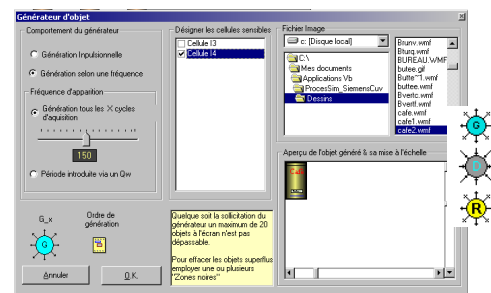 Générateur d'objet
Comportement du générateur
Génération Inpulsionnelle
Génération selon une fréquence
Fréquence d'apparition
Génération tous les X cycles
d'aquisition
150
Période introduite via un Qw
G_x
Ordre de
génération
G
Annuler
O.K.
Désigner les cellules sensibles
Cellule I3
Cellule I4
Quelque soit la sollicitation du
générateur un maximum de 20
objets à l'écran n'est pas
dépassable.
Pour effacer les objets superflus
employer une ou plusieurs
"Zones noires"
Fichier Image
c: [Disque local]
C:\
Mes documents
Applications Vb
ProcesSim_SiemensCuv
Dessins
Brunv.wmf
Bturq.wmf
BUREAU.WMF
butee.gif
Butte~1.wmf
buttee.wmf
Bvertc.wmf
Bvertf.wmf
cafe.wmf
cafe1.wmf
cafe2.wmf
Aperçu de l'objet généré & sa mise à l'échelle
Café
G
D
R